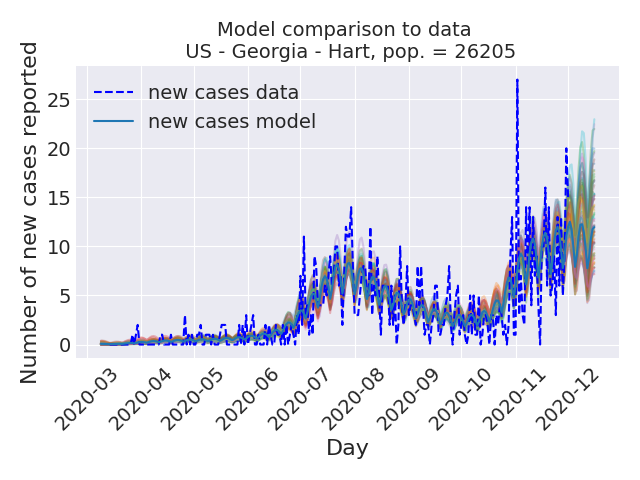 Model comparison to data
US - Georgia - Hart, pop. = 26205
Number of new cases reported
25
20
15
10
5
0
new cases data
new cases model
2020-03
2020-04
2020-05
2020-06
2020-07
2020-08
2020-09
2020-10
2020-11
2020-12
Day